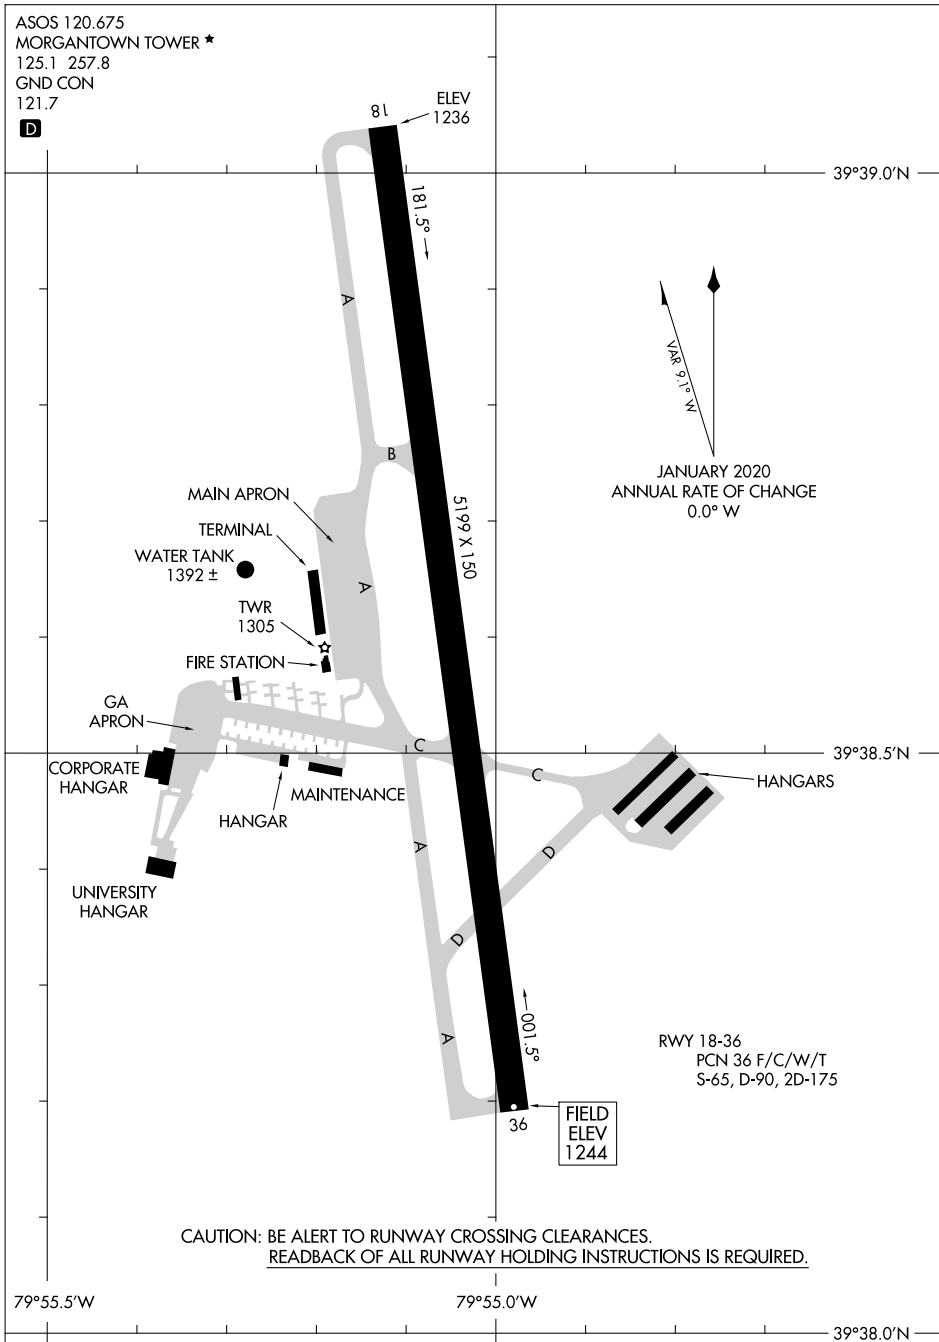 ASOS 120.675
MORGANTOWN TOWER ★
125.1 257.8
GND CON
121.7
D
18
ELEV
1236
39°39.0'N
181.5°
A
VAR 9.1° W
JANUARY 2020
ANNUAL RATE OF CHANGE
0.0° W
B
MAIN APRON
5199 X 150
TERMINAL
WATER TANK
1392 ±
A
TWR
1305
FIRE STATION
GA
APRON
C
39°38.5'N
CORPORATE
HANGAR
C
HANGARS
MAINTENANCE
HANGAR
A
D
UNIVERSITY
HANGAR
D
001.5°
A
RWY 18-36
PCN 36 F/C/W/T
S-65, D-90, 2D-175
36
FIELD
ELEV
1244
CAUTION: BE ALERT TO RUNWAY CROSSING CLEARANCES.
READBACK OF ALL RUNWAY HOLDING INSTRUCTIONS IS REQUIRED.
79°55.5'W
79°55.0'W
39°38.0'N